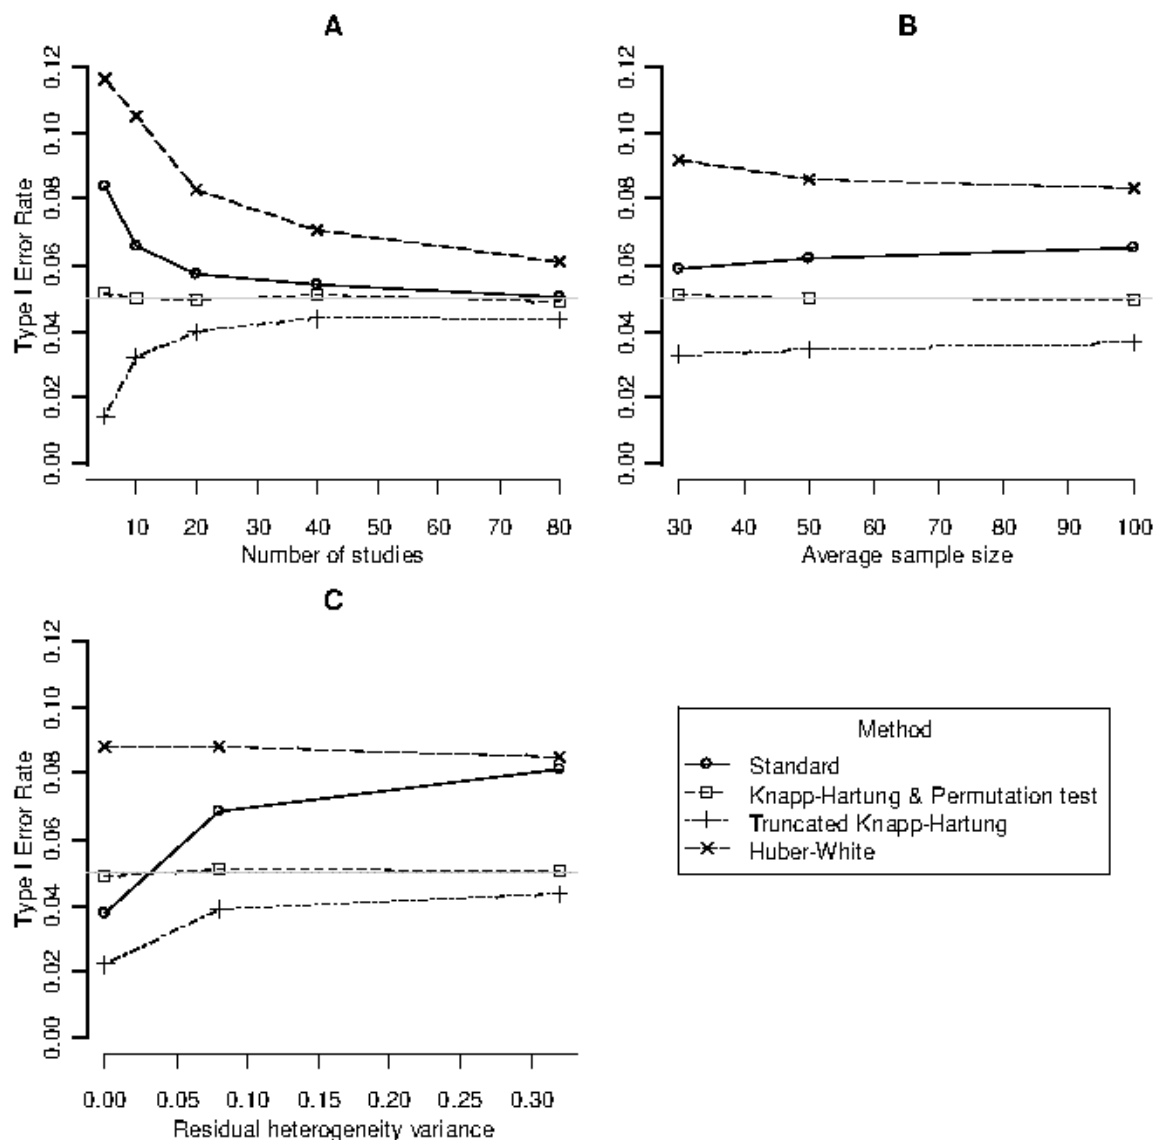 A
Type I Error Rate
0.00 0.02 0.04 0.06 0.08 0.10 0.12
10 20 30 40 50 60 70 80
Number of studies
B
0.00 0.02 0.04 0.06 0.08 0.10 0.12
30 40 50 60 70 80 90 100
Average sample size
C
Type I Error Rate
0.00 0.02 0.04 0.06 0.08 0.10 0.12
0.00 0.05 0.10 0.15 0.20 0.25 0.30
Residual heterogeneity variance
Method
Standard
Knapp-Hartung & Permutation test
Truncated Knapp-Hartung
Huber-White